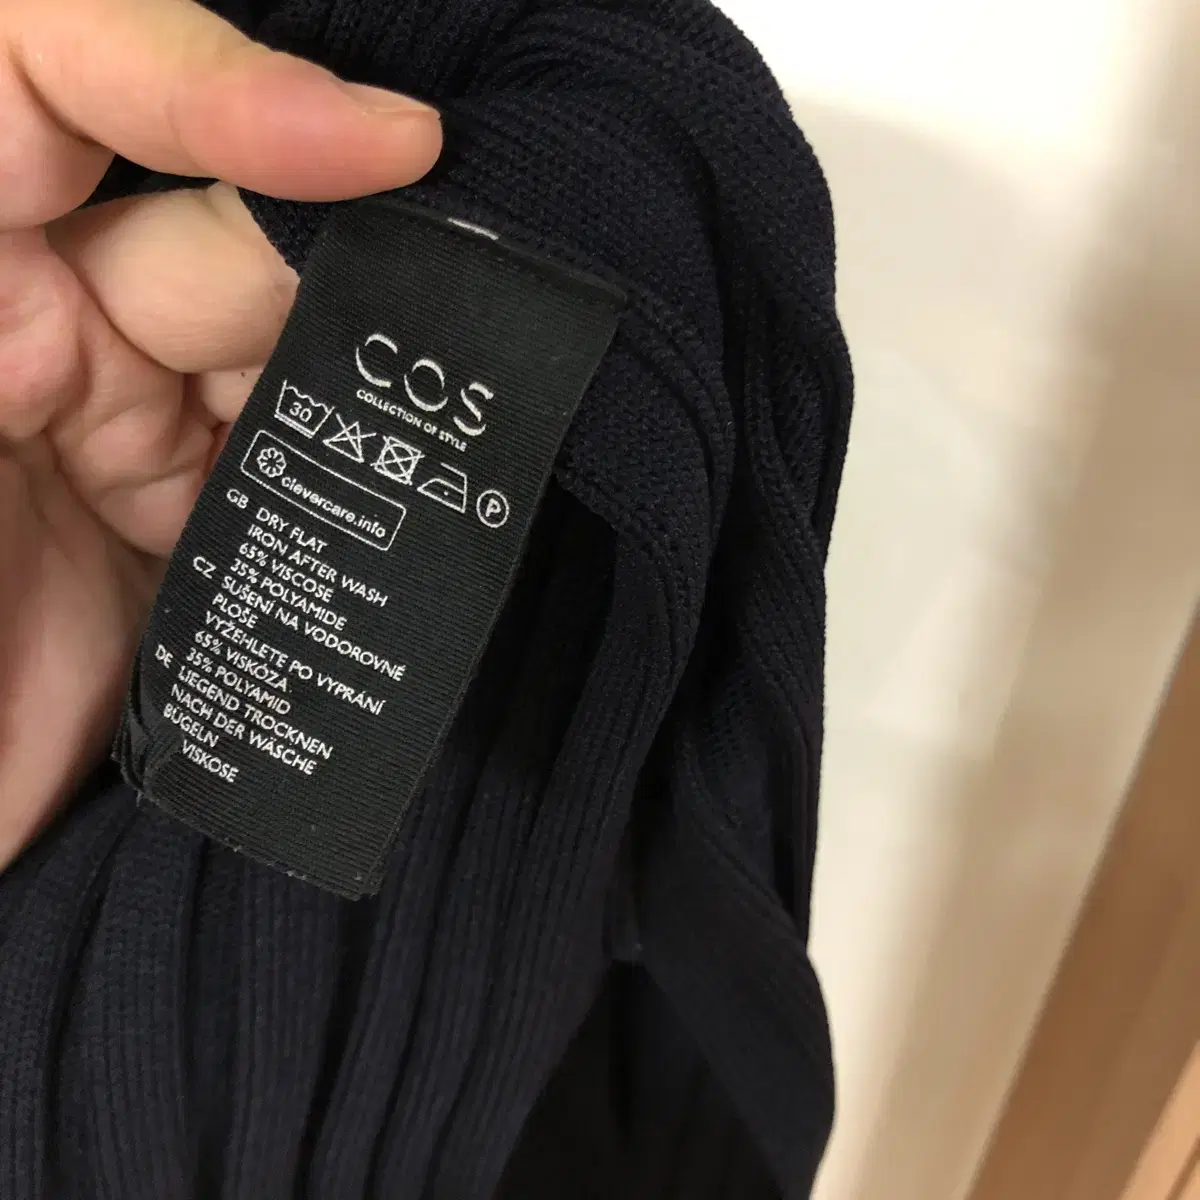 COS
COLLECTION OF STYLE
30
P
clevercare.info
GB DRY FLAT
IRON AFTER WASH
65% VISCOSE
35% POLYAMIDE
CZ SUŠENÍ NA VODOROVNÉ
PLOŠE
VYŽEHLETE PO VYPRÁNÍ
65% VISKÓZA
35% POLYAMID
DE LIEGEND TROCKNEN
NACH DER WÄSCHE
BÜGELN
VISKOSE